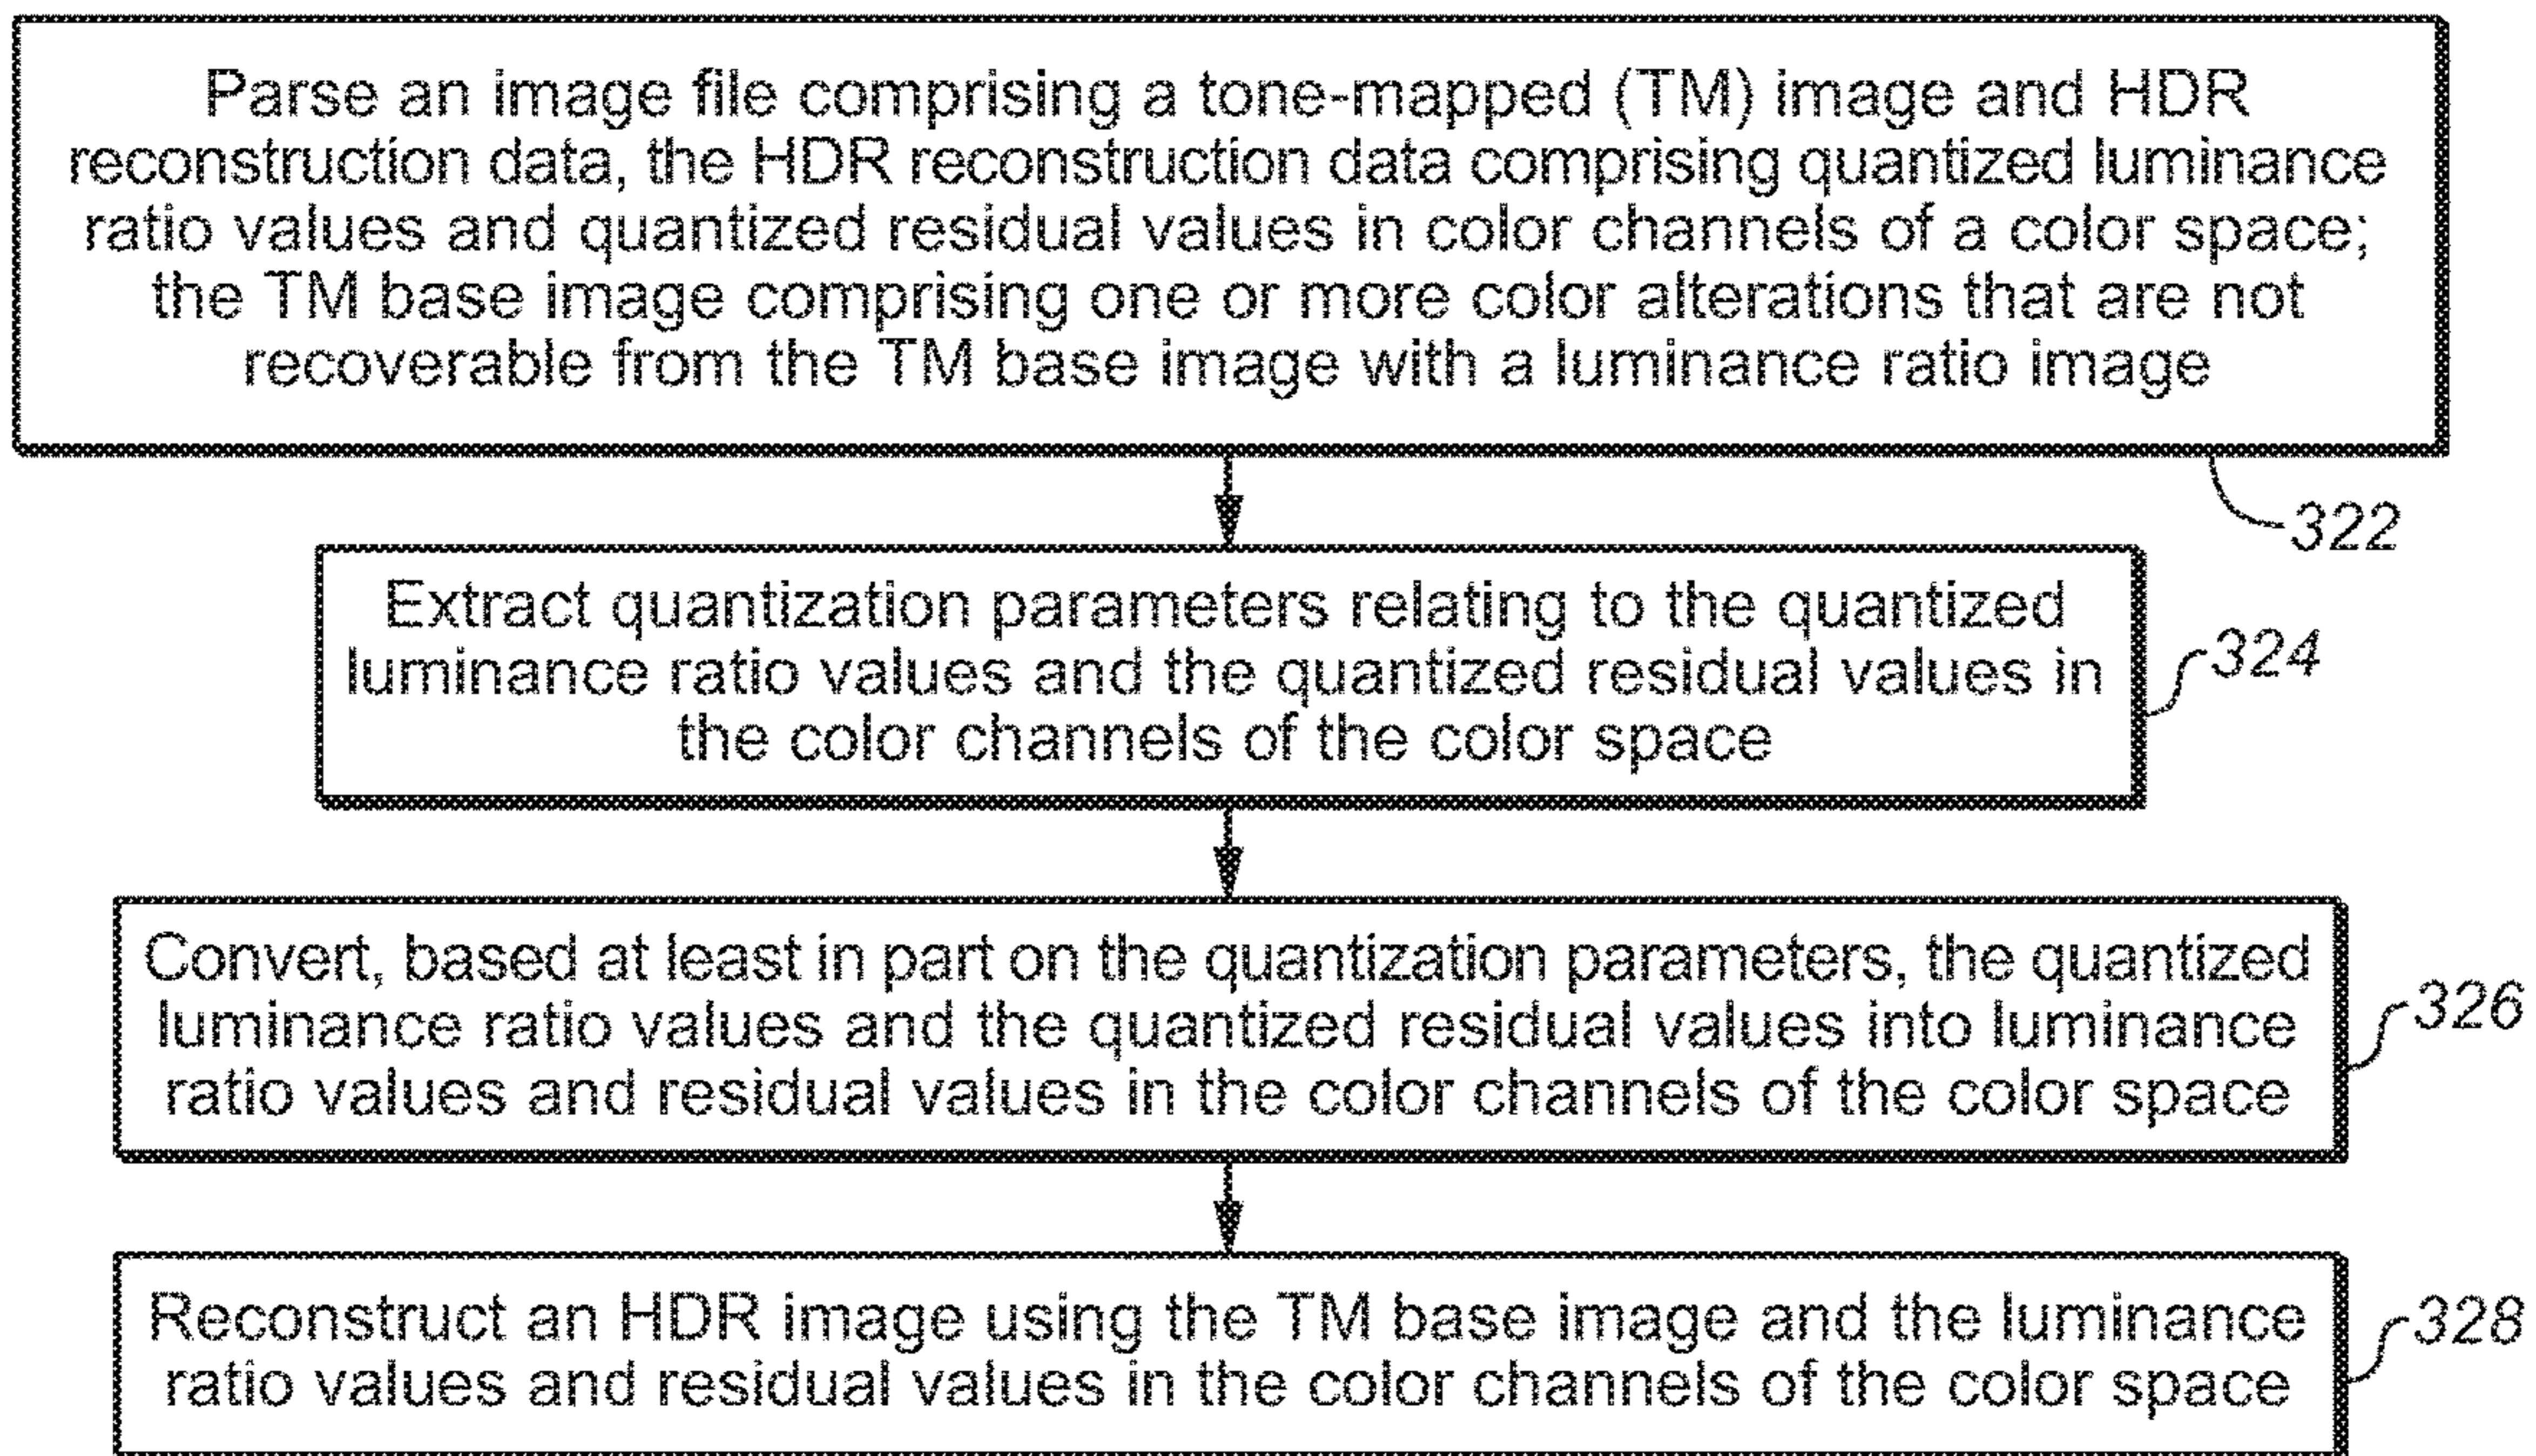 Parse an image file comprising a tone-mapped (TM) image and HDR
reconstruction data, the HDR reconstruction data comprising quantized luminance
ratio values and quantized residual values in color channels of a color space;
the TM base image comprising one or more color alterations that are not
recoverable from the TM base image with a luminance ratio image
322
Extract quantization parameters relating to the quantized
luminance ratio values and the quantized residual values in
the color channels of the color space
324
Convert, based at least in part on the quantization parameters, the quantized
luminance ratio values and the quantized residual values into luminance
ratio values and residual values in the color channels of the color space
326
Reconstruct an HDR image using the TM base image and the luminance
ratio values and residual values in the color channels of the color space
328